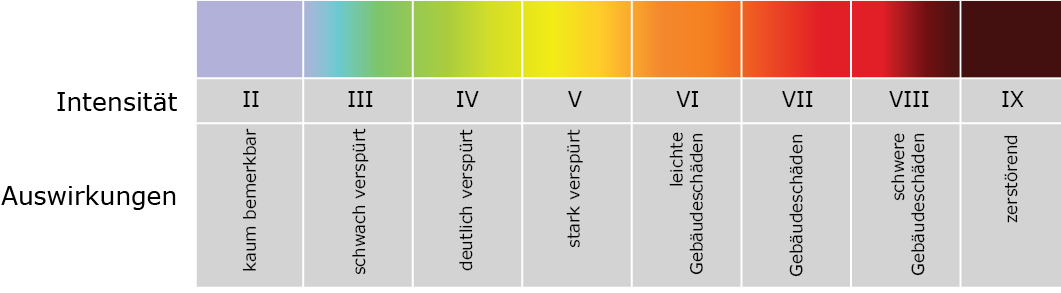 Intensität II III IV V VI VII VIII IX
Auswirkungen
kaum bemerkbar
schwach verspürt
deutlich verspürt
stark verspürt
leichte
Gebäudeschäden
Gebäudeschäden
schwere
Gebäudeschäden
zerstörend